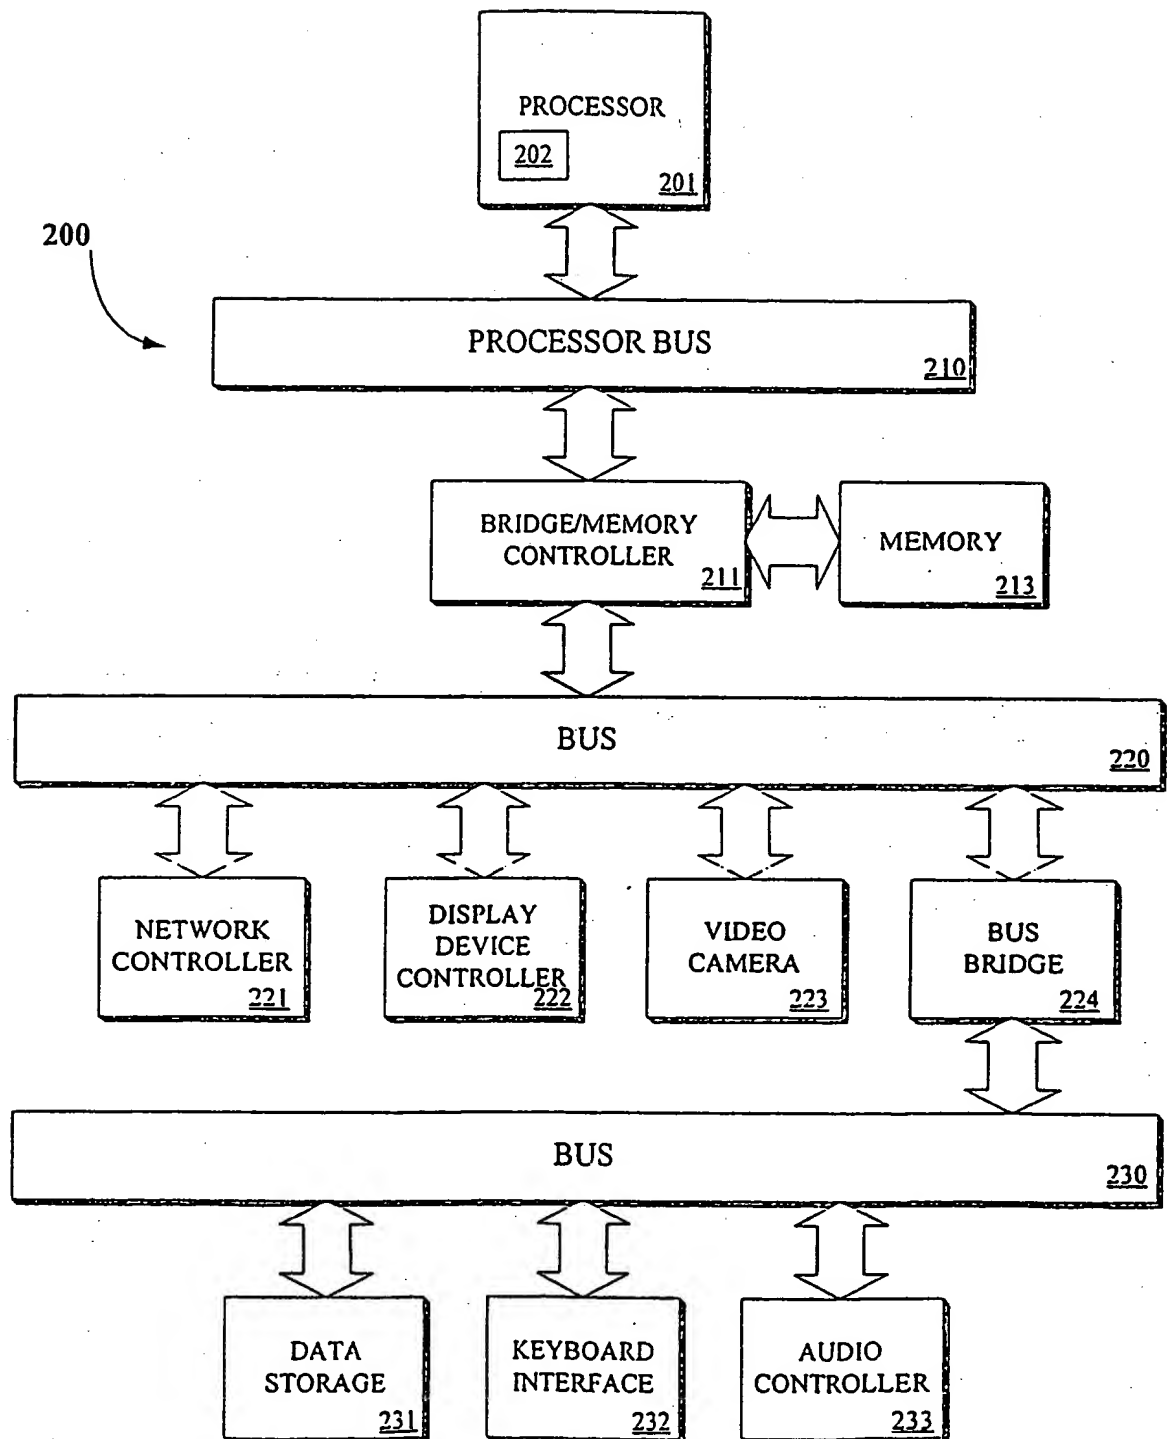 PROCESSOR
202
201
200
PROCESSOR BUS
210
BRIDGE/MEMORY
CONTROLLER
211
MEMORY
213
BUS
220
NETWORK
CONTROLLER
221
DISPLAY
DEVICE
CONTROLLER
222
VIDEO
CAMERA
223
BUS
BRIDGE
224
BUS
230
DATA
STORAGE
231
KEYBOARD
INTERFACE
232
AUDIO
CONTROLLER
233